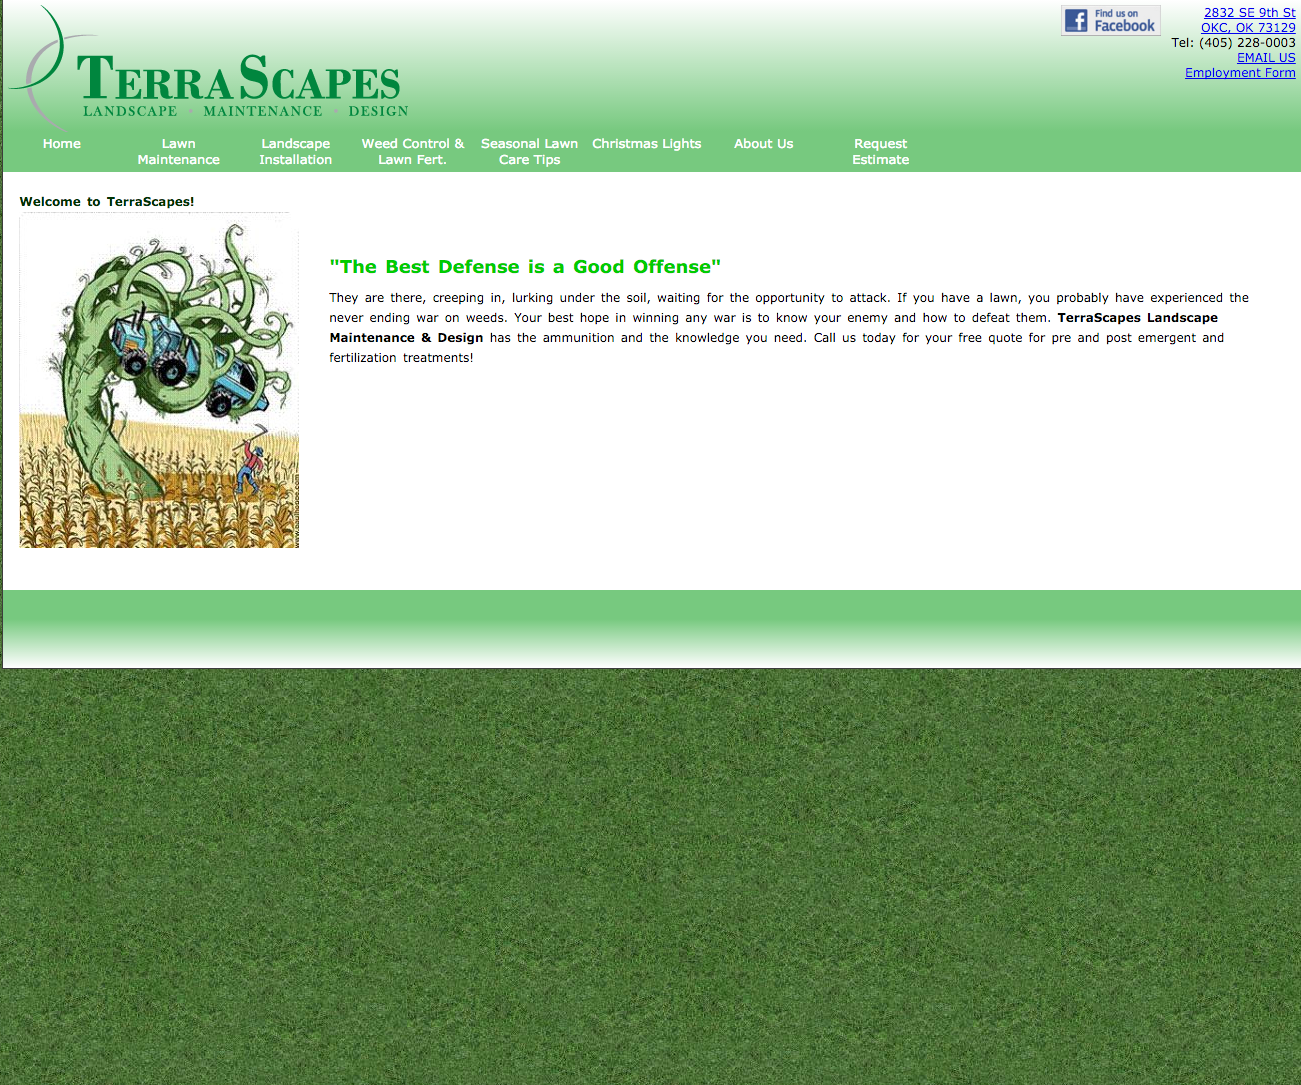 TERRASCAPES
LANDSCAPE • MAINTENANCE • DESIGN
Find us on
Facebook
2832 SE 9th St
OKC, OK 73129
Tel: (405) 228-0003
EMAIL US
Employment Form
Home
Lawn
Maintenance
Landscape
Installation
Weed Control &
Lawn Fert.
Seasonal Lawn
Care Tips
Christmas Lights
About Us
Request
Estimate
Welcome to TerraScapes!
"The Best Defense is a Good Offense"
They are there, creeping in, lurking under the soil, waiting for the opportunity to attack. If you have a lawn, you probably have experienced the
never ending war on weeds. Your best hope in winning any war is to know your enemy and how to defeat them. TerraScapes Landscape
Maintenance & Design has the ammunition and the knowledge you need. Call us today for your free quote for pre and post emergent and
fertilization treatments!